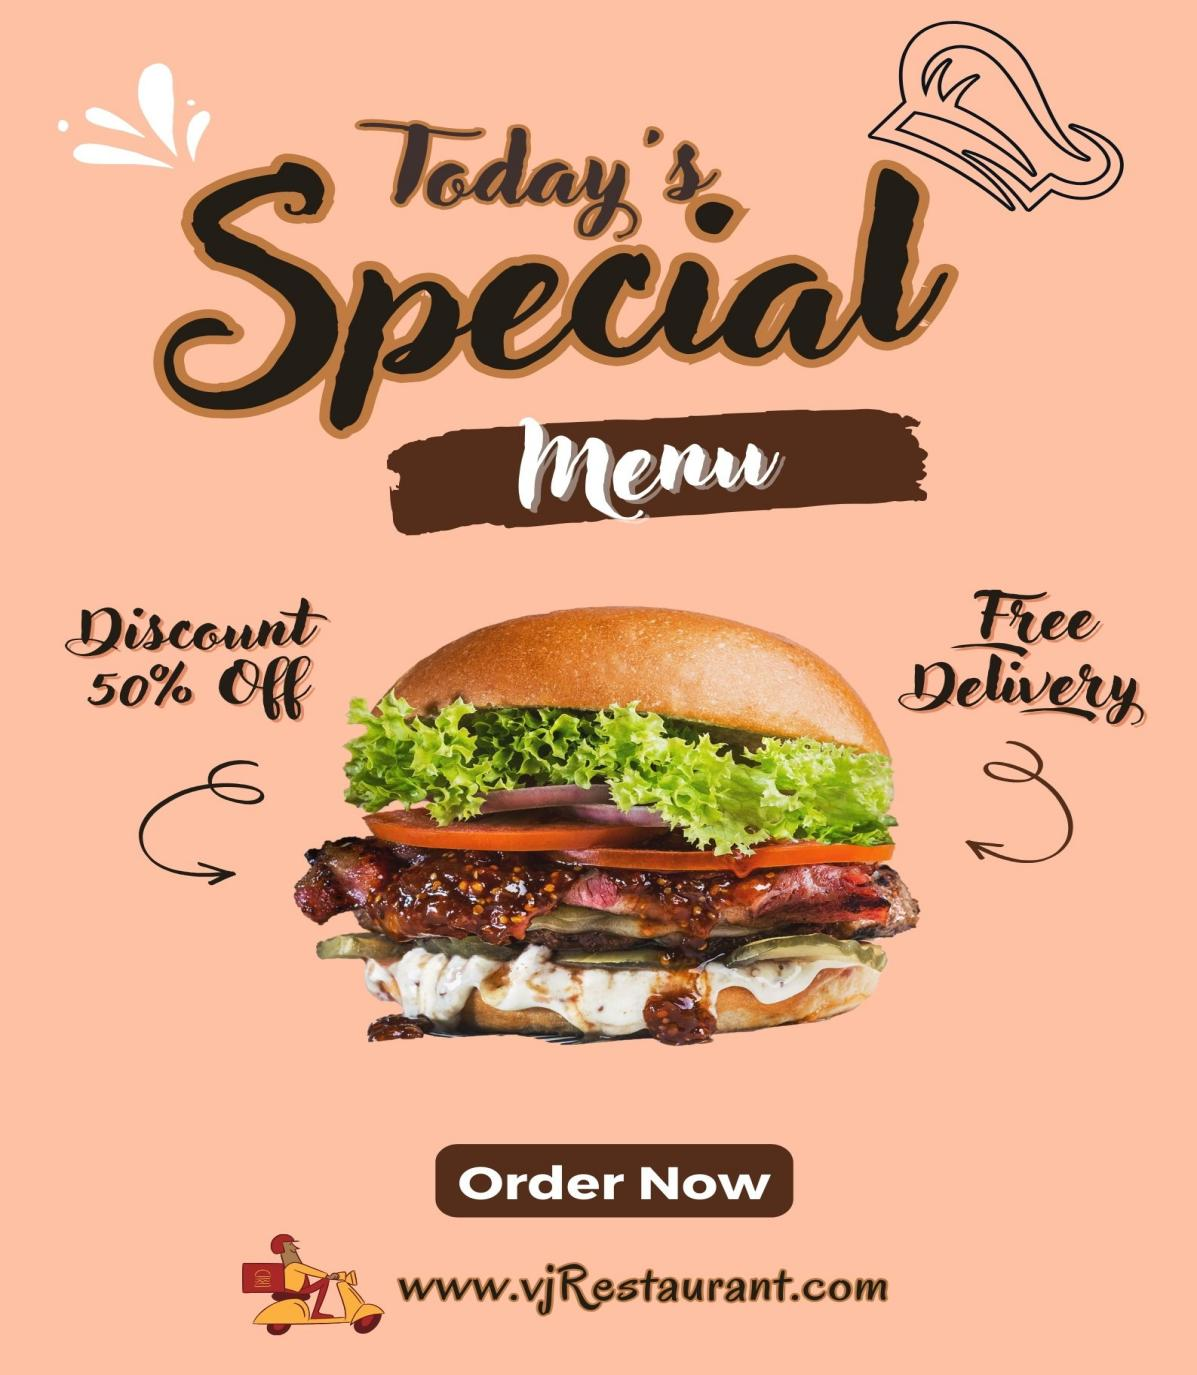 Today's
Special
Menu
Discount
50% Off
Free
Delivery
Order Now
www.vjRestaurant.com